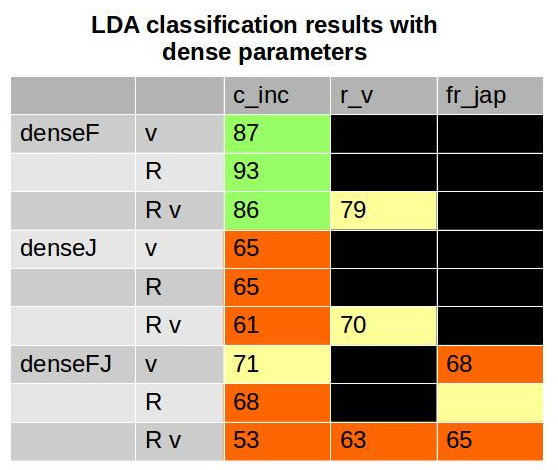 LDA classification results with
dense parameters
c_inc r_v fr_jap
denseF v 87
R 93
R v 86 79
denseJ v 65
R 65
R v 61 70
denseFJ v 71 68
R 68
R v 53 63 65